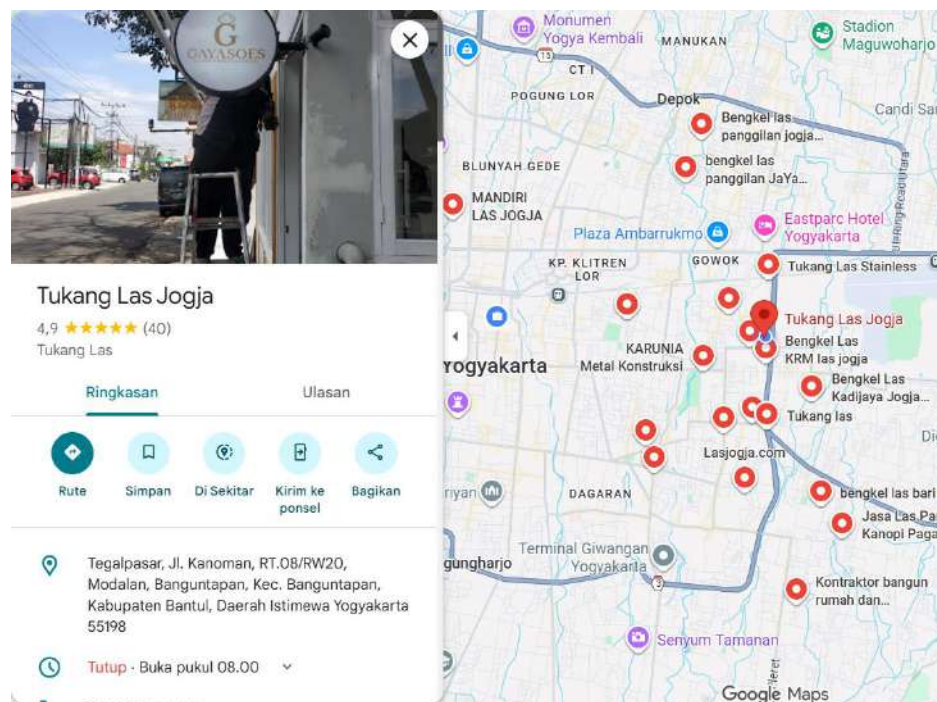 G
GAYASOES
Tukang Las Jogja
4,9 (40)
Tukang Las
Ringkasan
Ulasan
Rute
Simpan
Di Sekitar
Kirim ke
ponsel
Bagikan
Tegalpasar, Jl. Kanoman, RT.08/RW20,
Modalan, Banguntapan, Kec. Banguntapan,
Kabupaten Bantul, Daerah Istimewa Yogyakarta
55198
Tutup · Buka pukul 08.00
Monumen
Yogya Kembali
MANUKAN
Stadion
Maguwoharjo
CT I
POGUNG LOR
Depok
Candi Sa
Bengkel las
panggilan jogja...
BLUNYAH GEDE
bengkel las
panggilan JaYa...
MANDIRI
LAS JOGJA
Ring Road Utara
Plaza Ambarrukmo
Eastparc Hotel
Yogyakarta
KP. KLITREN
LOR
GOWOK
Tukang Las Stainless
Tukang Las Jogja
Yogyakarta
KARUNIA
Metal Konstruksi
Bengkel Las
KRM las jogja
Bengkel Las
Kadijaya Jogja...
Tukang las
Lasjogja.com
DAGARAN
bengkel las bari
Jasa Las Pa
Kanopi Paga
Terminal Giwangan
Yogyakarta
gungharjo
Kontraktor bangun
rumah dan...
Senyum Tamanan
Google Maps